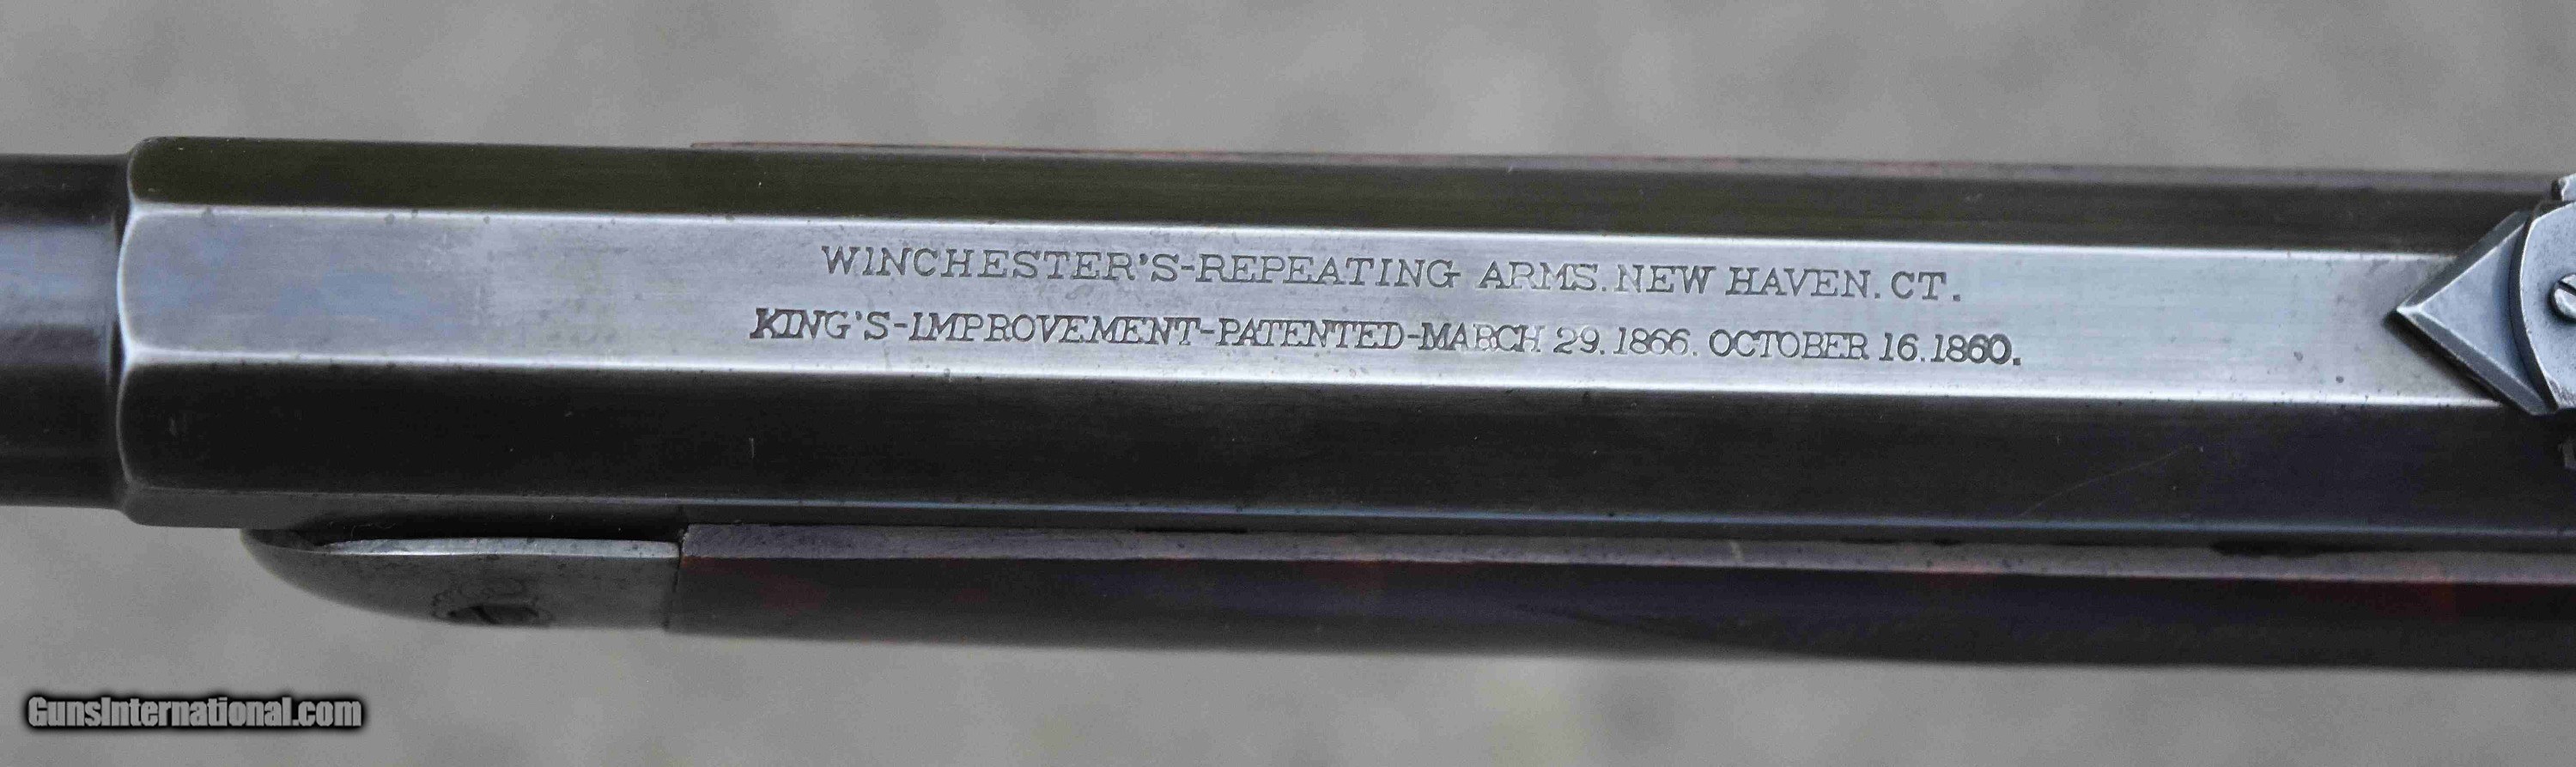 WINCHESTER'S-REPEATING ARMS.NEW HAVEN.CT.
KING'S-IMPROVEMENT-PATENTED-MARCH 29.1866. OCTOBER 16.1860.
GunsInternational.com